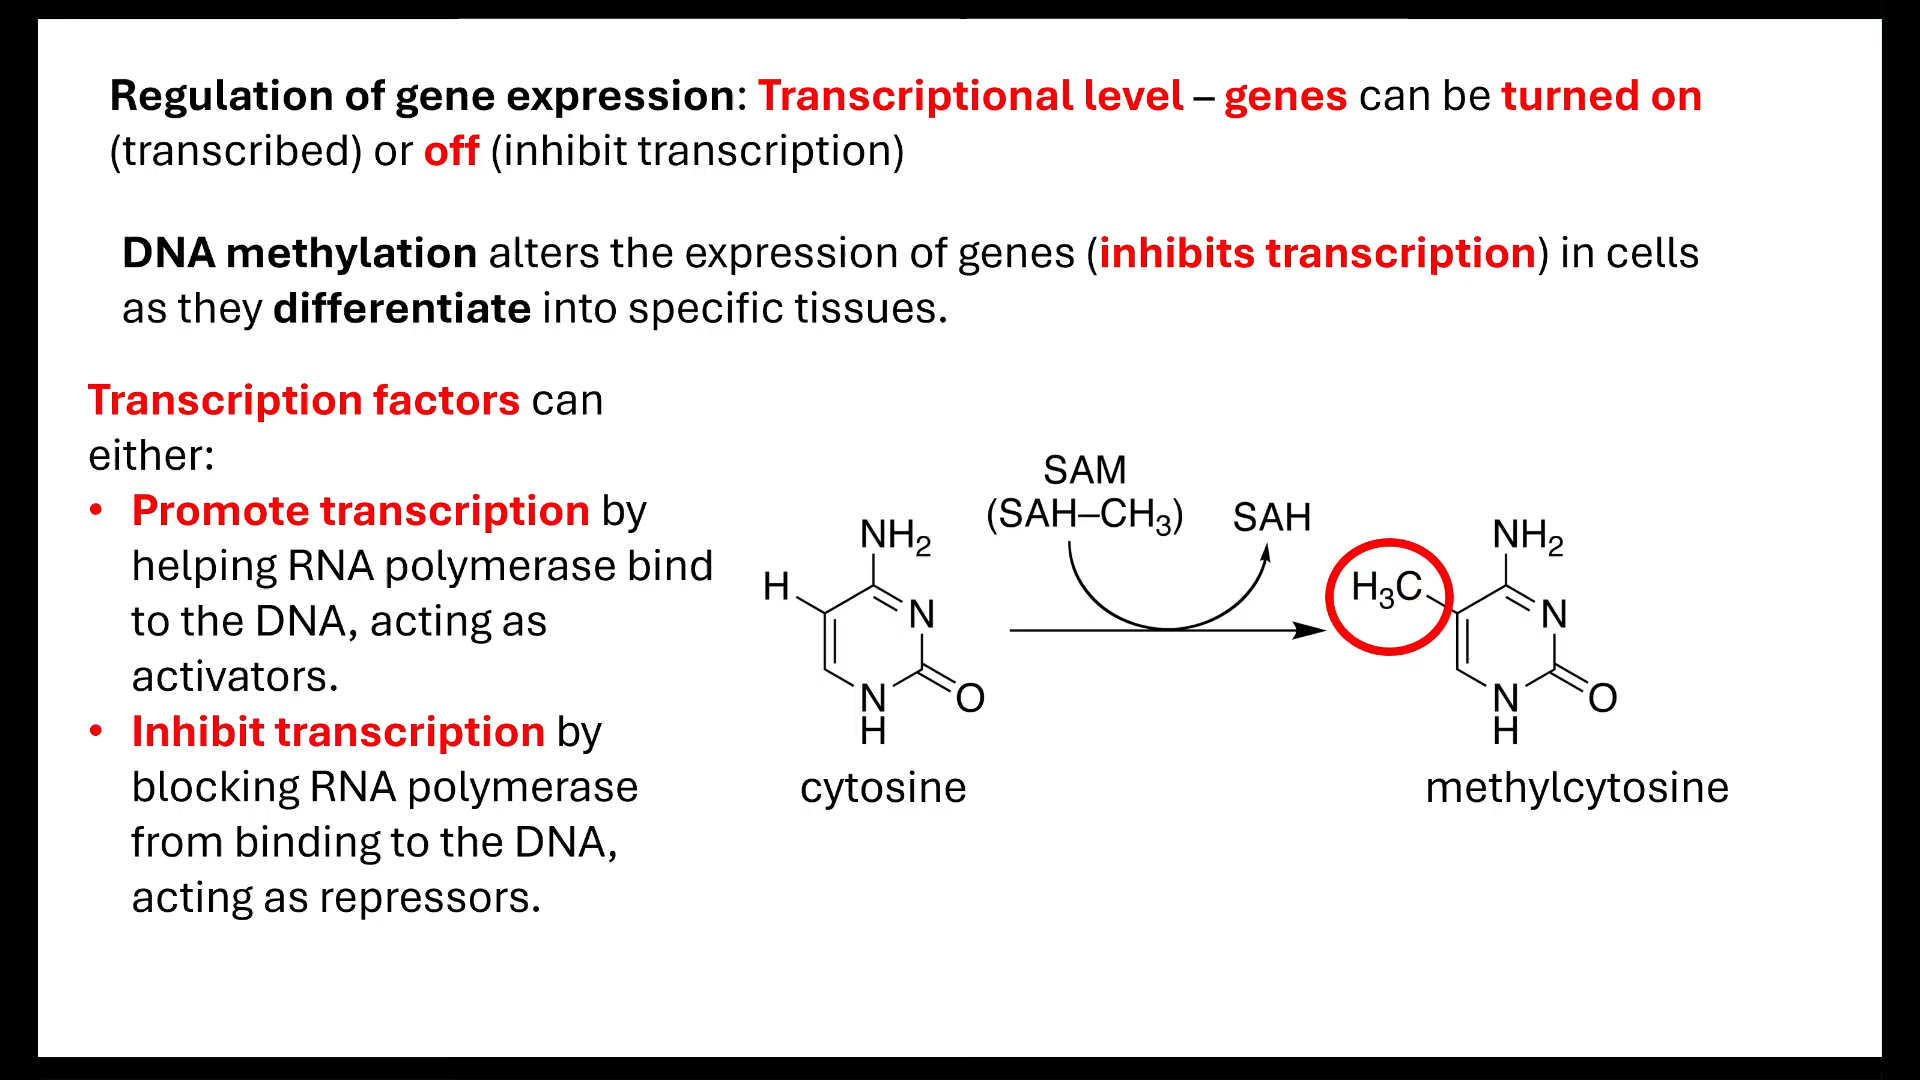 Regulation of gene expression: Transcriptional level – genes can be turned on
(transcribed) or off (inhibit transcription)
DNA methylation alters the expression of genes (inhibits transcription) in cells
as they differentiate into specific tissues.
Transcription factors can
either:
• Promote transcription by
helping RNA polymerase bind
to the DNA, acting as
activators.
• Inhibit transcription by
blocking RNA polymerase
from binding to the DNA,
acting as repressors.
SAM
(SAH–CH₃)
SAH
NH₂
H
N
N
H
O
cytosine
NH₂
H₃C
N
N
H
O
methylcytosine